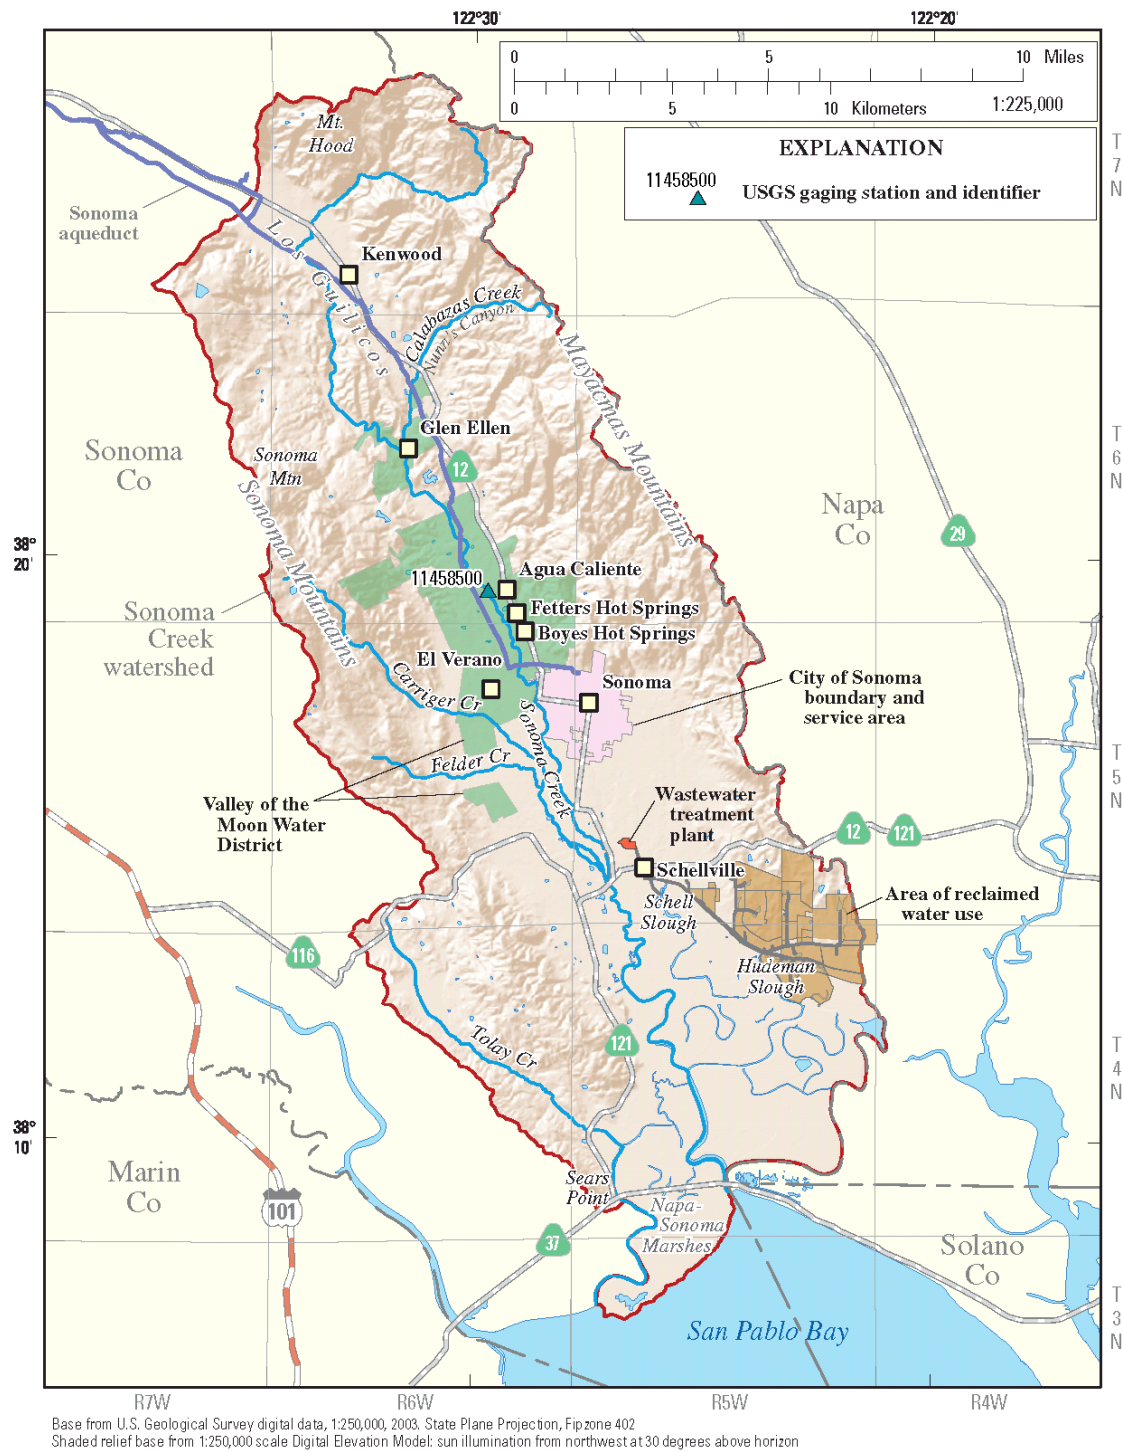 122°30'
122°20'
0 5 10 Miles
0 5 10 Kilometers
1:225,000
EXPLANATION
11458500
USGS gaging station and identifier
T
7
N
Mt.
Hood
Sonoma
aqueduct
Los Guilicos
Kenwood
Calabazas Creek
Nunn's Canyon
Mayacmas Mountains
Glen Ellen
12
Sonoma
Co
Sonoma
Mtn
Sonoma Mountains
Napa
Co
29
T
6
N
38°
20'
11458500
Agua Caliente
Fetters Hot Springs
Boyes Hot Springs
Sonoma
Creek
watershed
El Verano
Sonoma
Carriger Cr
City of Sonoma
boundary and
service area
Sonoma Creek
Felder Cr
T
5
N
Valley of the
Moon Water
District
Wastewater
treatment
plant
12
121
Schellville
Schell
Slough
Area of reclaimed
water use
116
Hudeman
Slough
Tolay Cr
121
T
4
N
38°
10'
Marin
Co
101
Sears
Point
Napa-
Sonoma
Marshes
37
Solano
Co
San Pablo Bay
T
3
N
R7W
R6W
R5W
R4W
Base from U.S. Geological Survey digital data, 1:250,000, 2003. State Plane Projection, Fipzone 402
Shaded relief base from 1:250,000 scale Digital Elevation Model: sun illumination from northwest at 30 degrees above horizon